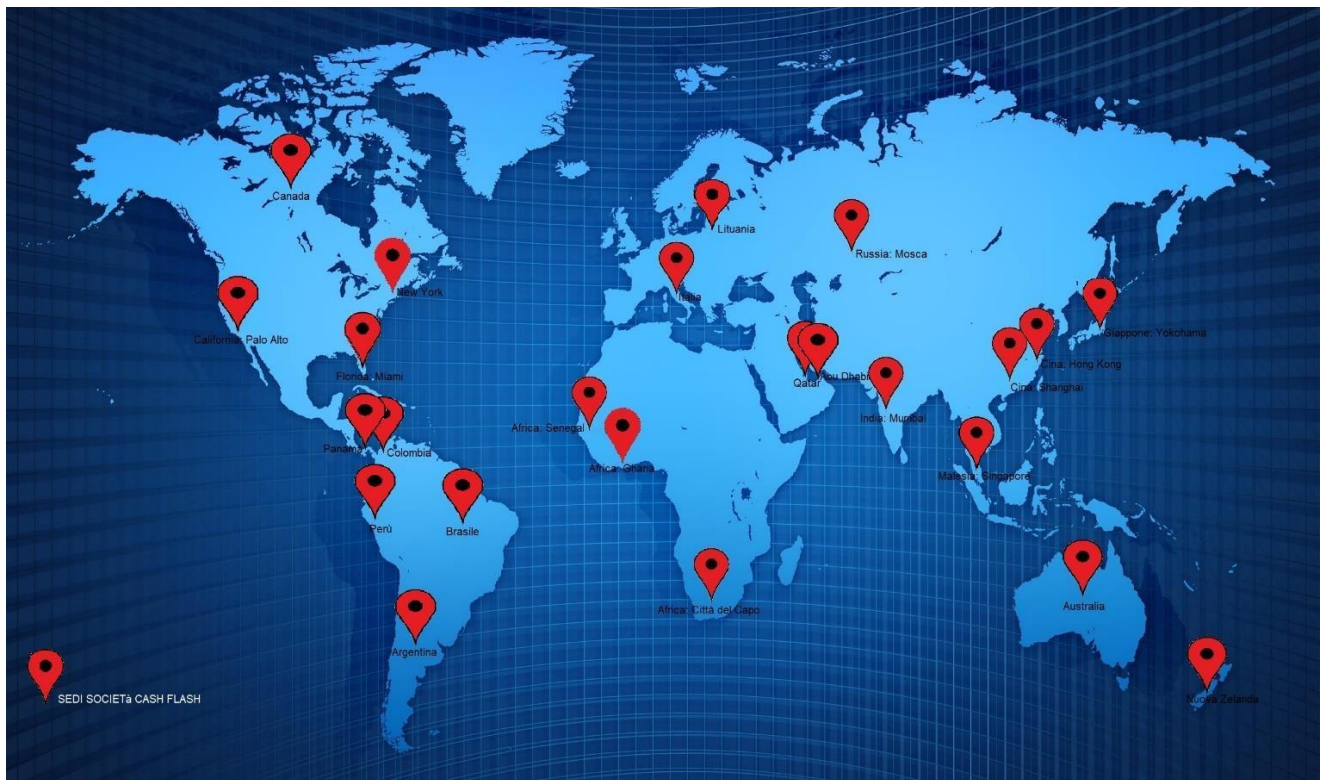 Canada
Lituania
Russia: Mosca
New York
Italia
California: Palo Alto
Giappone: Yokohama
Florida: Miami
Cina: Hong Kong
Qatar
Abu Dhabi
Cina: Shanghai
India: Mumbai
Africa: Senegal
Panama
Colombia
Africa: Ghana
Malesia: Singapore
Perù
Brasile
Africa: Città del Capo
Australia
Argentina
SEDI SOCIETà CASH FLASH
Nuova Zelanda